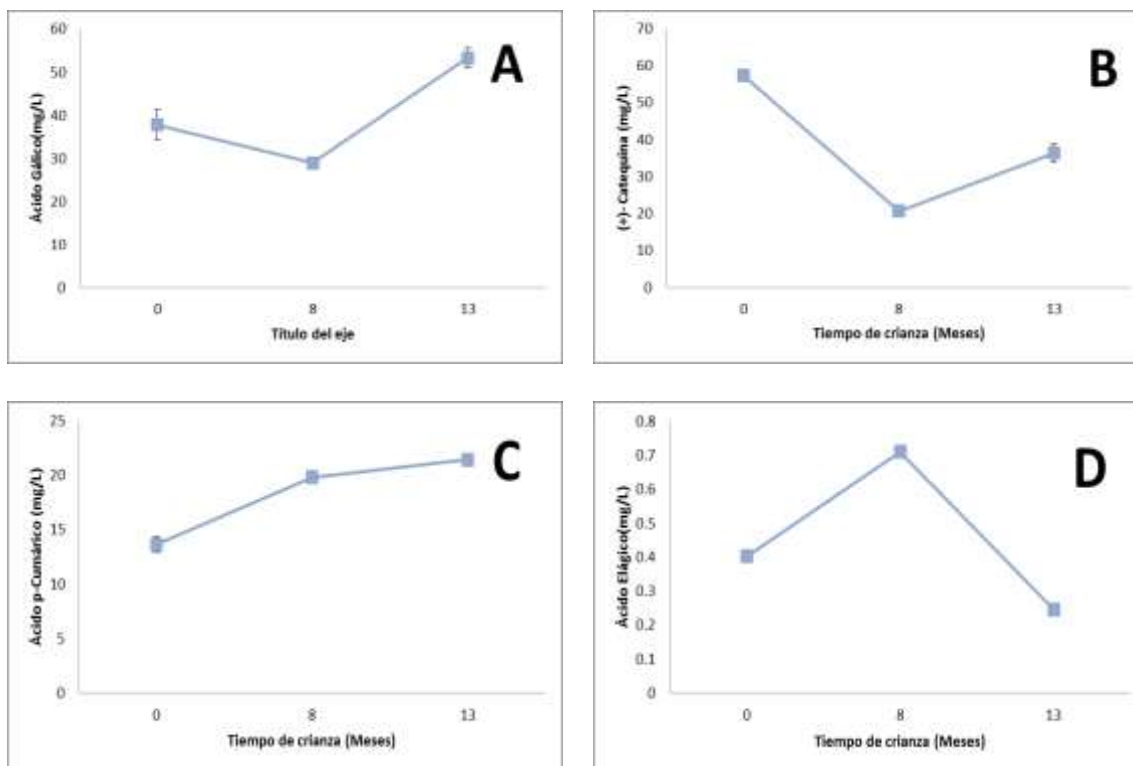 60
50
40
30
20
10
0
Ácido Gálico(mg/L)
0 8 13
Título del eje
A
70
60
50
40
30
20
10
0
(+)- Catequina (mg/L)
0 8 13
Tiempo de crianza (Meses)
B
25
20
15
10
5
0
Ácido p-Cumárico (mg/L)
0 8 13
Tiempo de crianza (Meses)
C
0.8
0.7
0.6
0.5
0.4
0.3
0.2
0.1
0
Ácido Elágico(mg/L)
0 8 13
Tiempo de crianza (Meses)
D